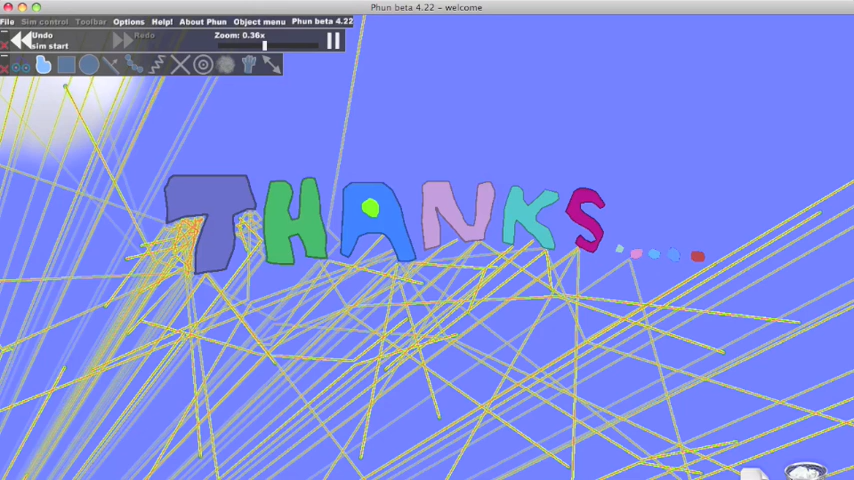 Phun beta 4.22 - welcome
File Sim control Toolbar Options Help! About Phun Object menu Phun beta 4.22
Undo Redo Zoom: 0.36x
sim start
THANKS.....